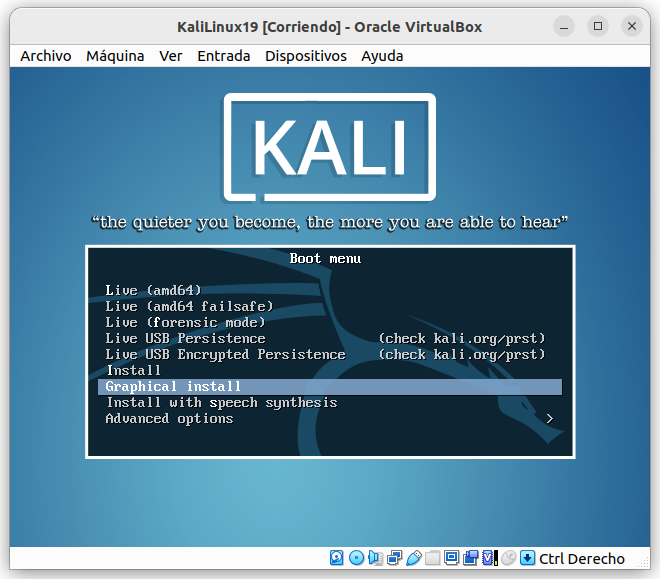 KaliLinux19 [Corriendo] - Oracle VirtualBox
Archivo Máquina Ver Entrada Dispositivos Ayuda
KALI
“the quieter you become, the more you are able to hear”
Boot menu
Live (amd64)
Live (amd64 failsafe)
Live (forensic mode)
Live USB Persistence (check kali.org/prst)
Live USB Encrypted Persistence (check kali.org/prst)
Install
Graphical install
Install with speech synthesis
Advanced options >
Ctrl Derecho